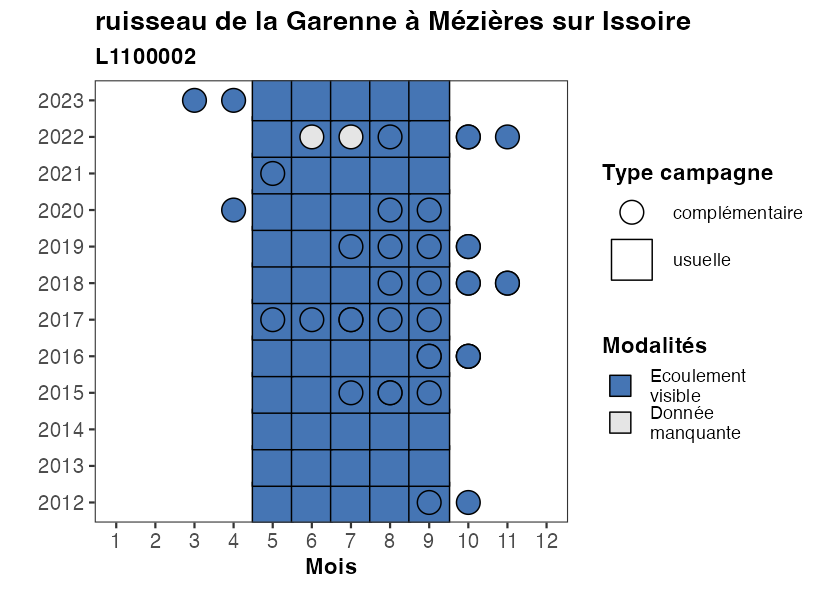 ruisseau de la Garenne à Mézières sur Issoire
L1100002
2023
2022
2021
2020
2019
2018
2017
2016
2015
2014
2013
2012
1 2 3 4 5 6 7 8 9 10 11 12
Mois
Type campagne
complémentaire
usuelle
Modalités
Ecoulement
visible
Donnée
manquante